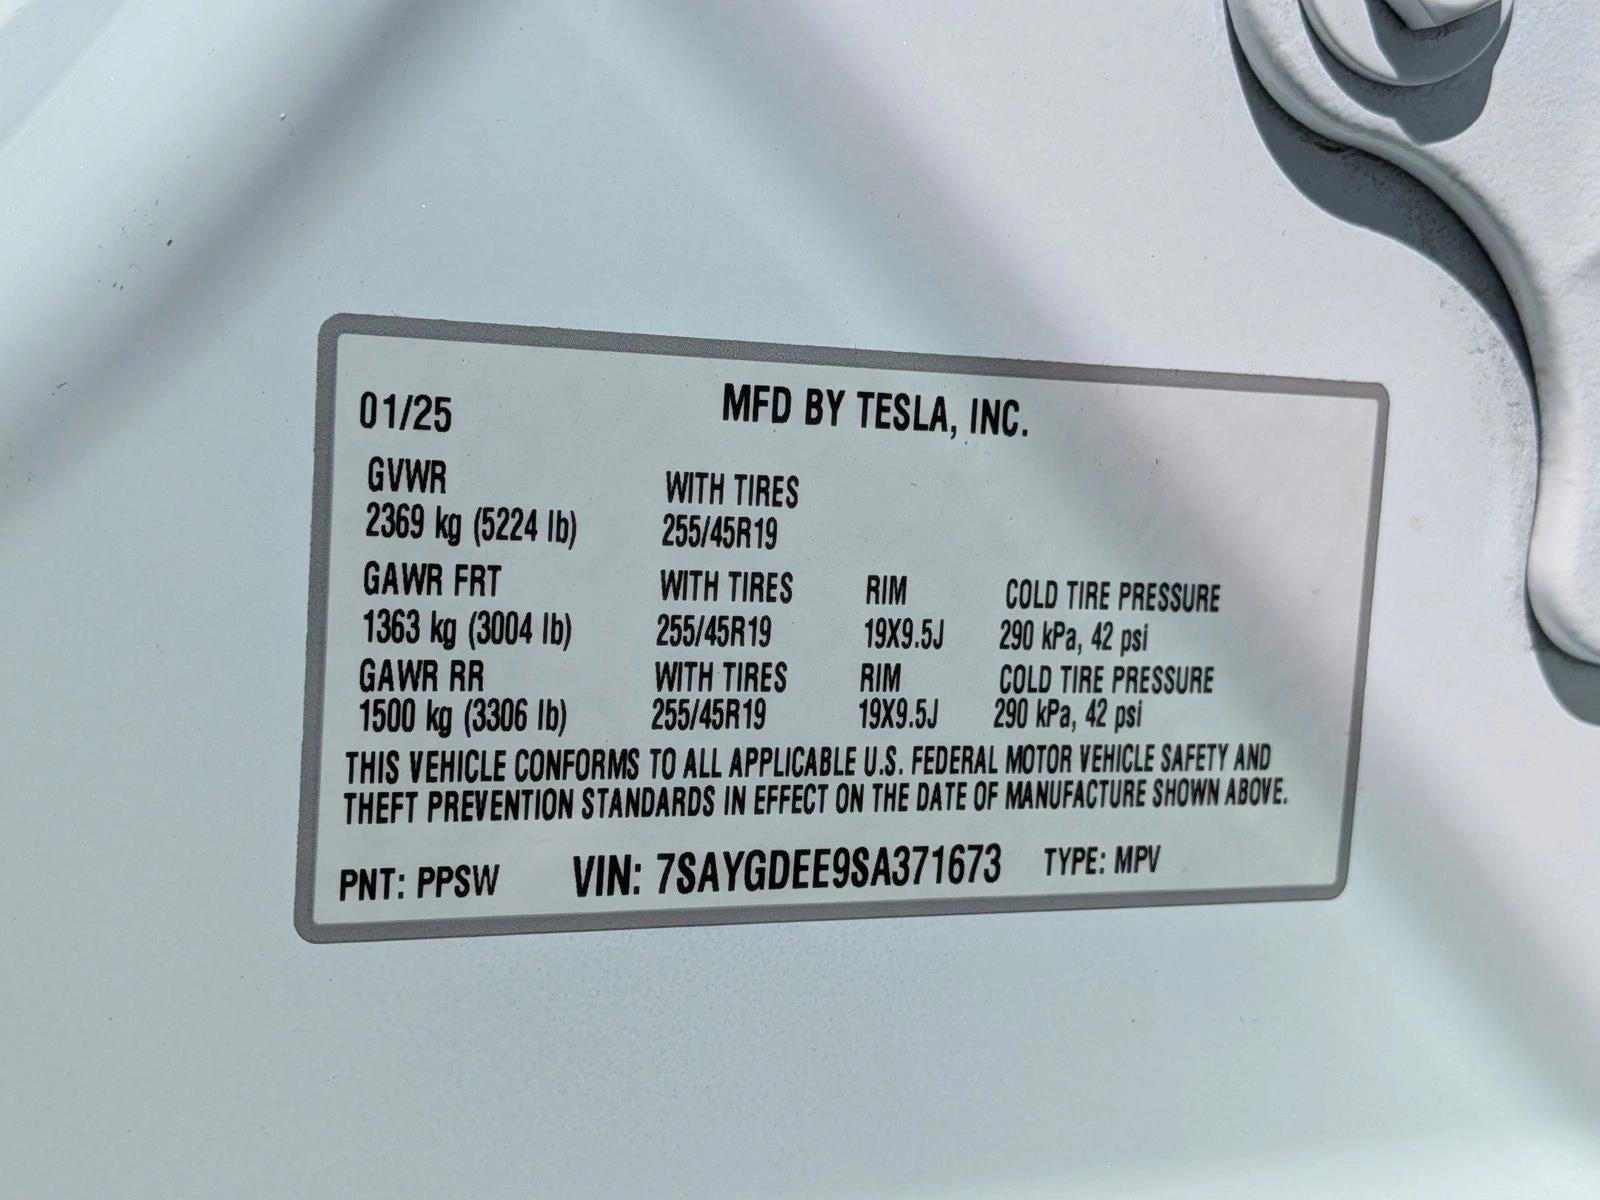 01/25 MFD BY TESLA, INC.
GVWR WITH TIRES
2369 kg (5224 lb) 255/45R19
GAWR FRT WITH TIRES RIM COLD TIRE PRESSURE
1363 kg (3004 lb) 255/45R19 19X9.5J 290 kPa, 42 psi
GAWR RR WITH TIRES RIM COLD TIRE PRESSURE
1500 kg (3306 lb) 255/45R19 19X9.5J 290 kPa, 42 psi
THIS VEHICLE CONFORMS TO ALL APPLICABLE U.S. FEDERAL MOTOR VEHICLE SAFETY AND
THEFT PREVENTION STANDARDS IN EFFECT ON THE DATE OF MANUFACTURE SHOWN ABOVE.
PNT: PPSW VIN: 7SAYGDEE9SA371673 TYPE: MPV